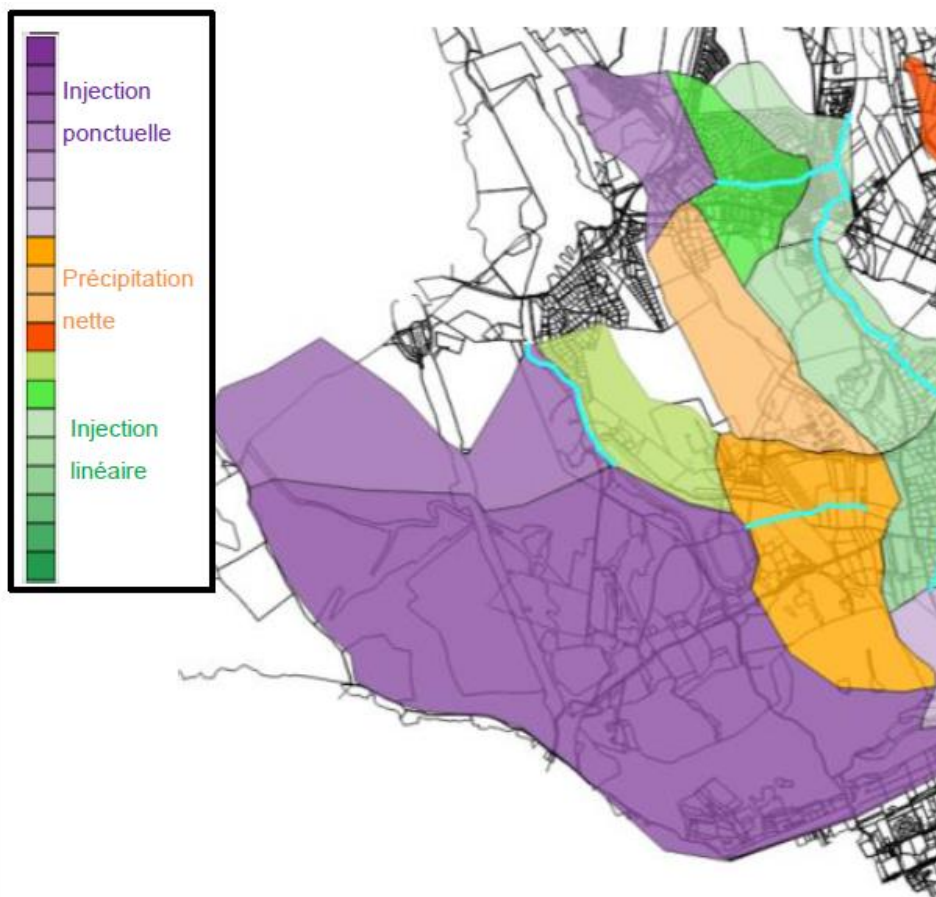 Injection
ponctuelle
Précipitation
nette
Injection
linéaire